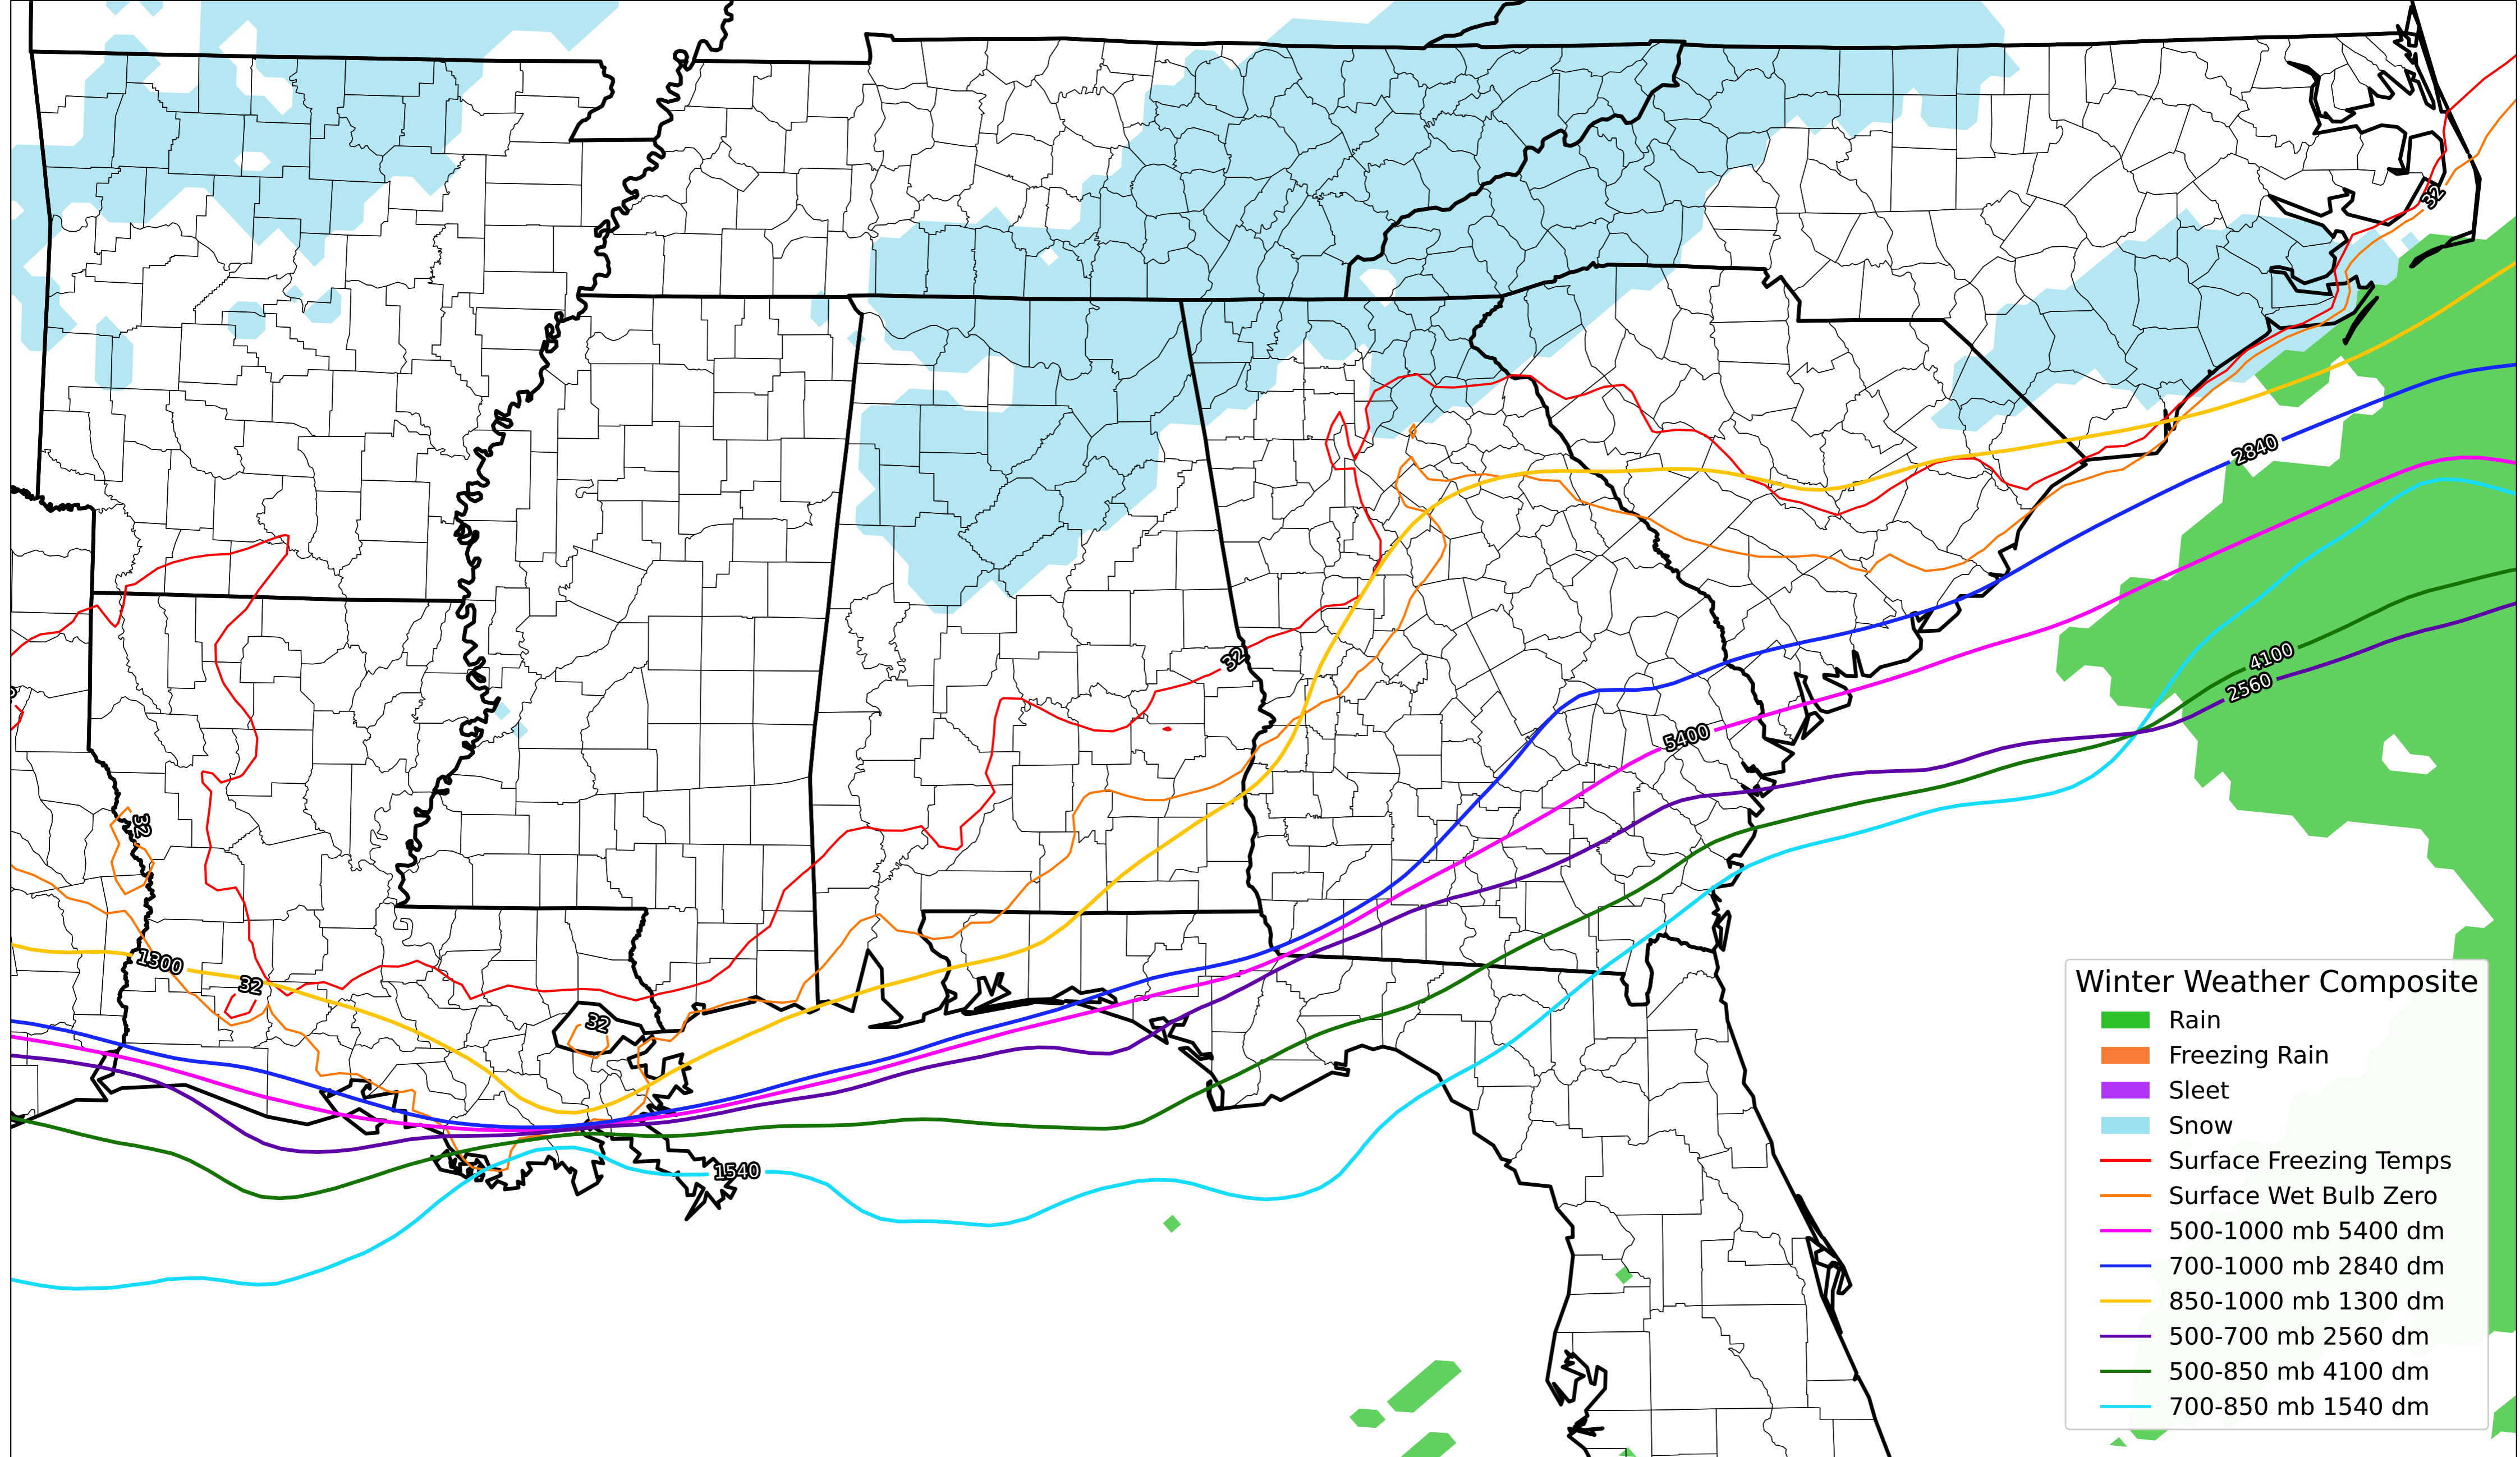 32
2840
32
4100
2560
5400
32
1300
32
32
1540
Winter Weather Composite
Rain
Freezing Rain
Sleet
Snow
Surface Freezing Temps
Surface Wet Bulb Zero
500-1000 mb 5400 dm
700-1000 mb 2840 dm
850-1000 mb 1300 dm
500-700 mb 2560 dm
500-850 mb 4100 dm
700-850 mb 1540 dm